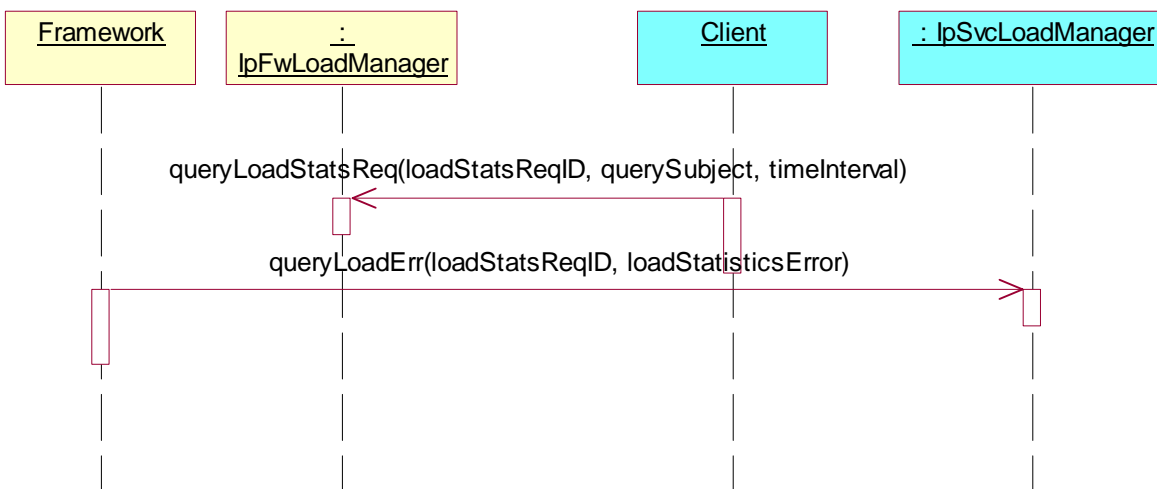 Framework
:
IpFwLoadManager
Client
: IpSvcLoadManager
queryLoadStatsReq(loadStatsReqID, querySubject, timeInterval)
queryLoadErr(loadStatsReqID, loadStatisticsError)